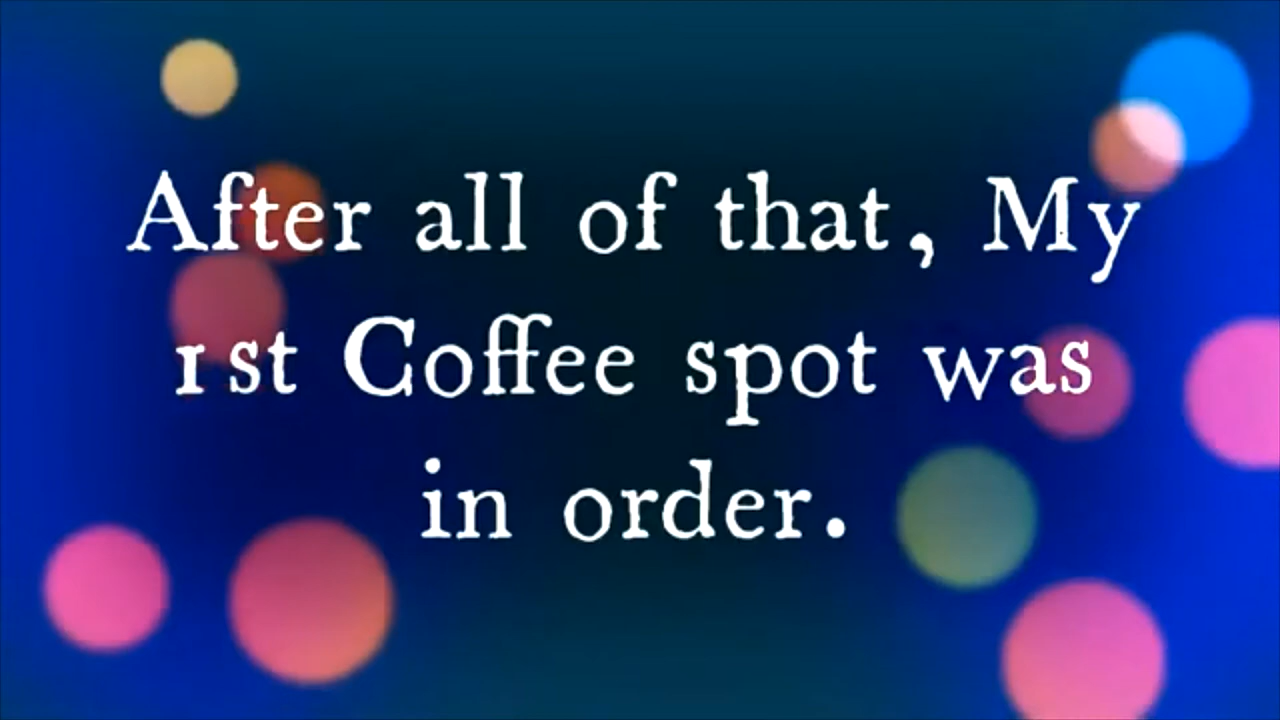 After all of that, My
1st Coffee spot was
in order.